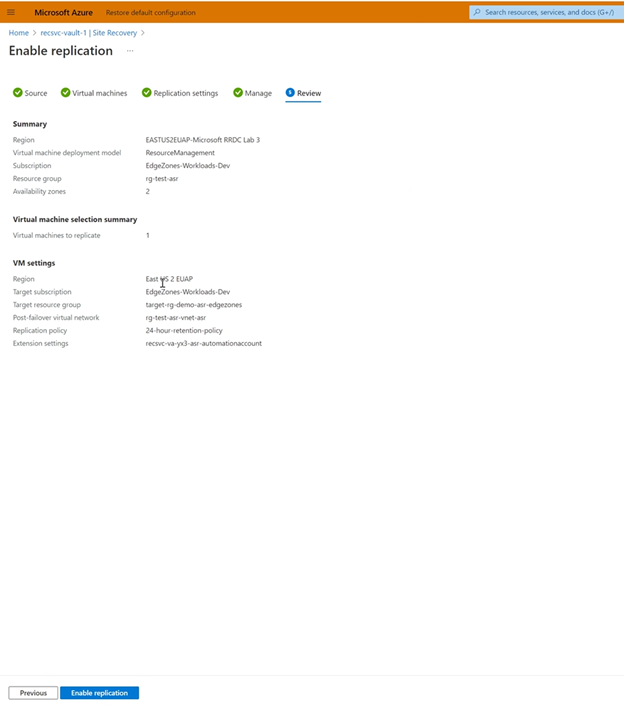 Microsoft Azure Restore default configuration Search resources, services, and docs (G+/)
Home > recsvc-vault-1 | Site Recovery >
Enable replication ...
Source Virtual machines Replication settings Manage 5 Review
Summary
Region EASTUS2EUAP-Microsoft RRDC Lab 3
Virtual machine deployment model ResourceManagement
Subscription EdgeZones-Workloads-Dev
Resource group rg-test-asr
Availability zones 2
Virtual machine selection summary
Virtual machines to replicate 1
VM settings
Region East US 2 EUAP
Target subscription EdgeZones-Workloads-Dev
Target resource group target-rg-demo-asr-edgezones
Post-failover virtual network rg-test-asr-vnet-asr
Replication policy 24-hour-retention-policy
Extension settings recsvc-va-yx3-asr-automationaccount
Previous Enable replication